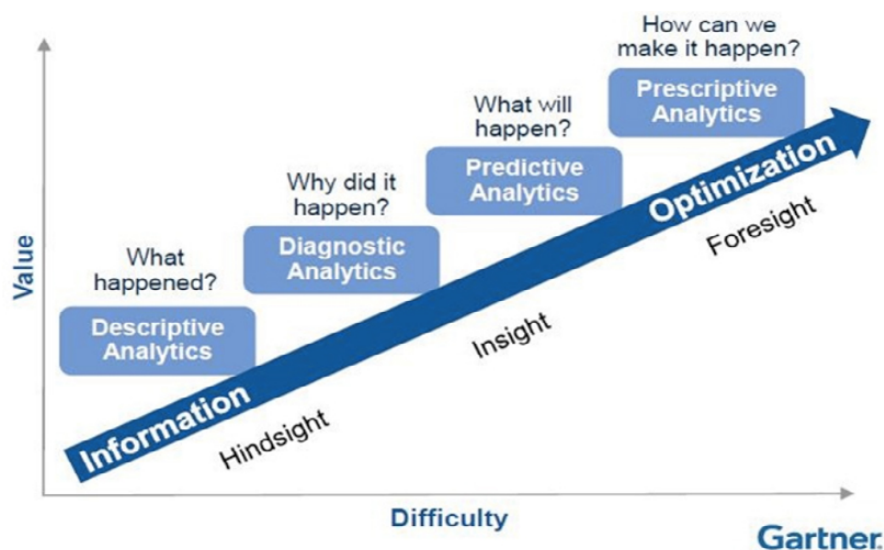 How can we
make it happen?
Prescriptive
Analytics
What will
happen?
Predictive
Analytics
Why did it
happen?
Diagnostic
Analytics
What
happened?
Descriptive
Analytics
Value
Information
Optimization
Hindsight
Insight
Foresight
Difficulty
Gartner